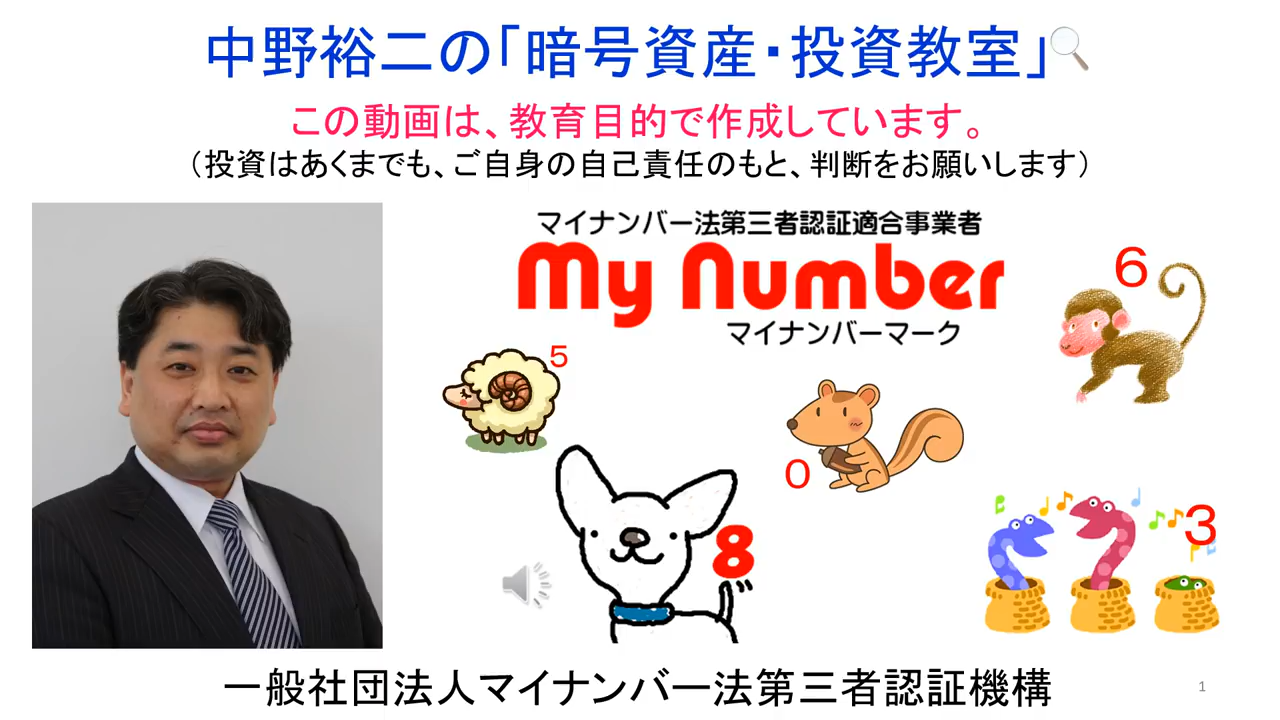 中野裕二の「暗号資産・投資教室」
この動画は、教育目的で作成しています。
（投資はあくまでも、ご自身の自己責任のもと、判断をお願いします）
マイナンバー法第三者認証適合事業者
My Number
マイナンバーマーク
6
5
0
8
3
一般社団法人マイナンバー法第三者認証機構
1